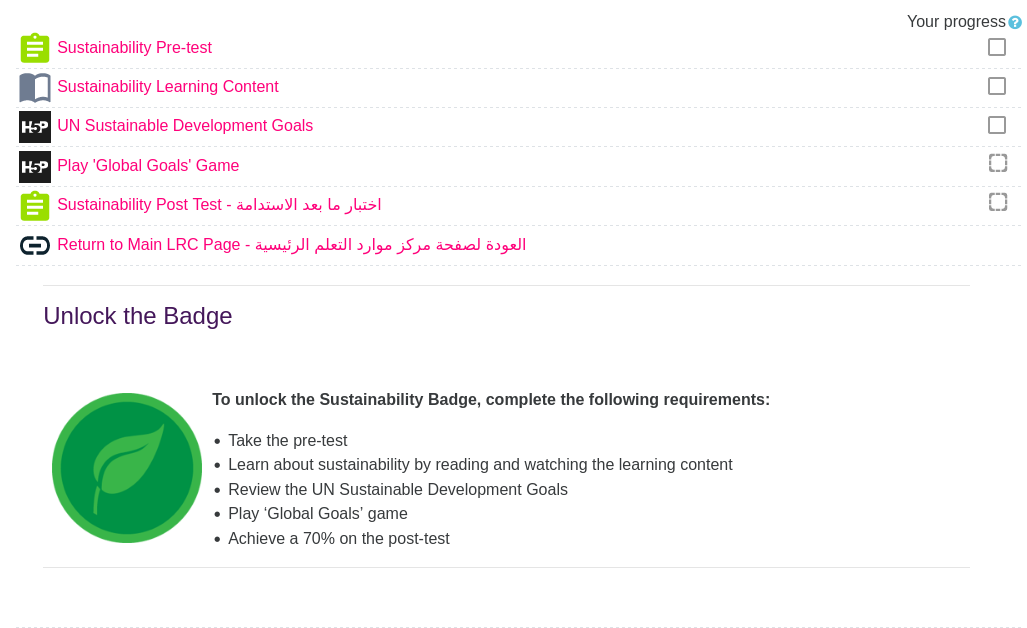 Your progress
Sustainability Pre-test
Sustainability Learning Content
H5P UN Sustainable Development Goals
H5P Play 'Global Goals' Game
Sustainability Post Test - اختبار ما بعد الاستدامة
Return to Main LRC Page - العودة لصفحة مركز موارد التعلم الرئيسية
Unlock the Badge
To unlock the Sustainability Badge, complete the following requirements:
• Take the pre-test
• Learn about sustainability by reading and watching the learning content
• Review the UN Sustainable Development Goals
• Play ‘Global Goals’ game
• Achieve a 70% on the post-test